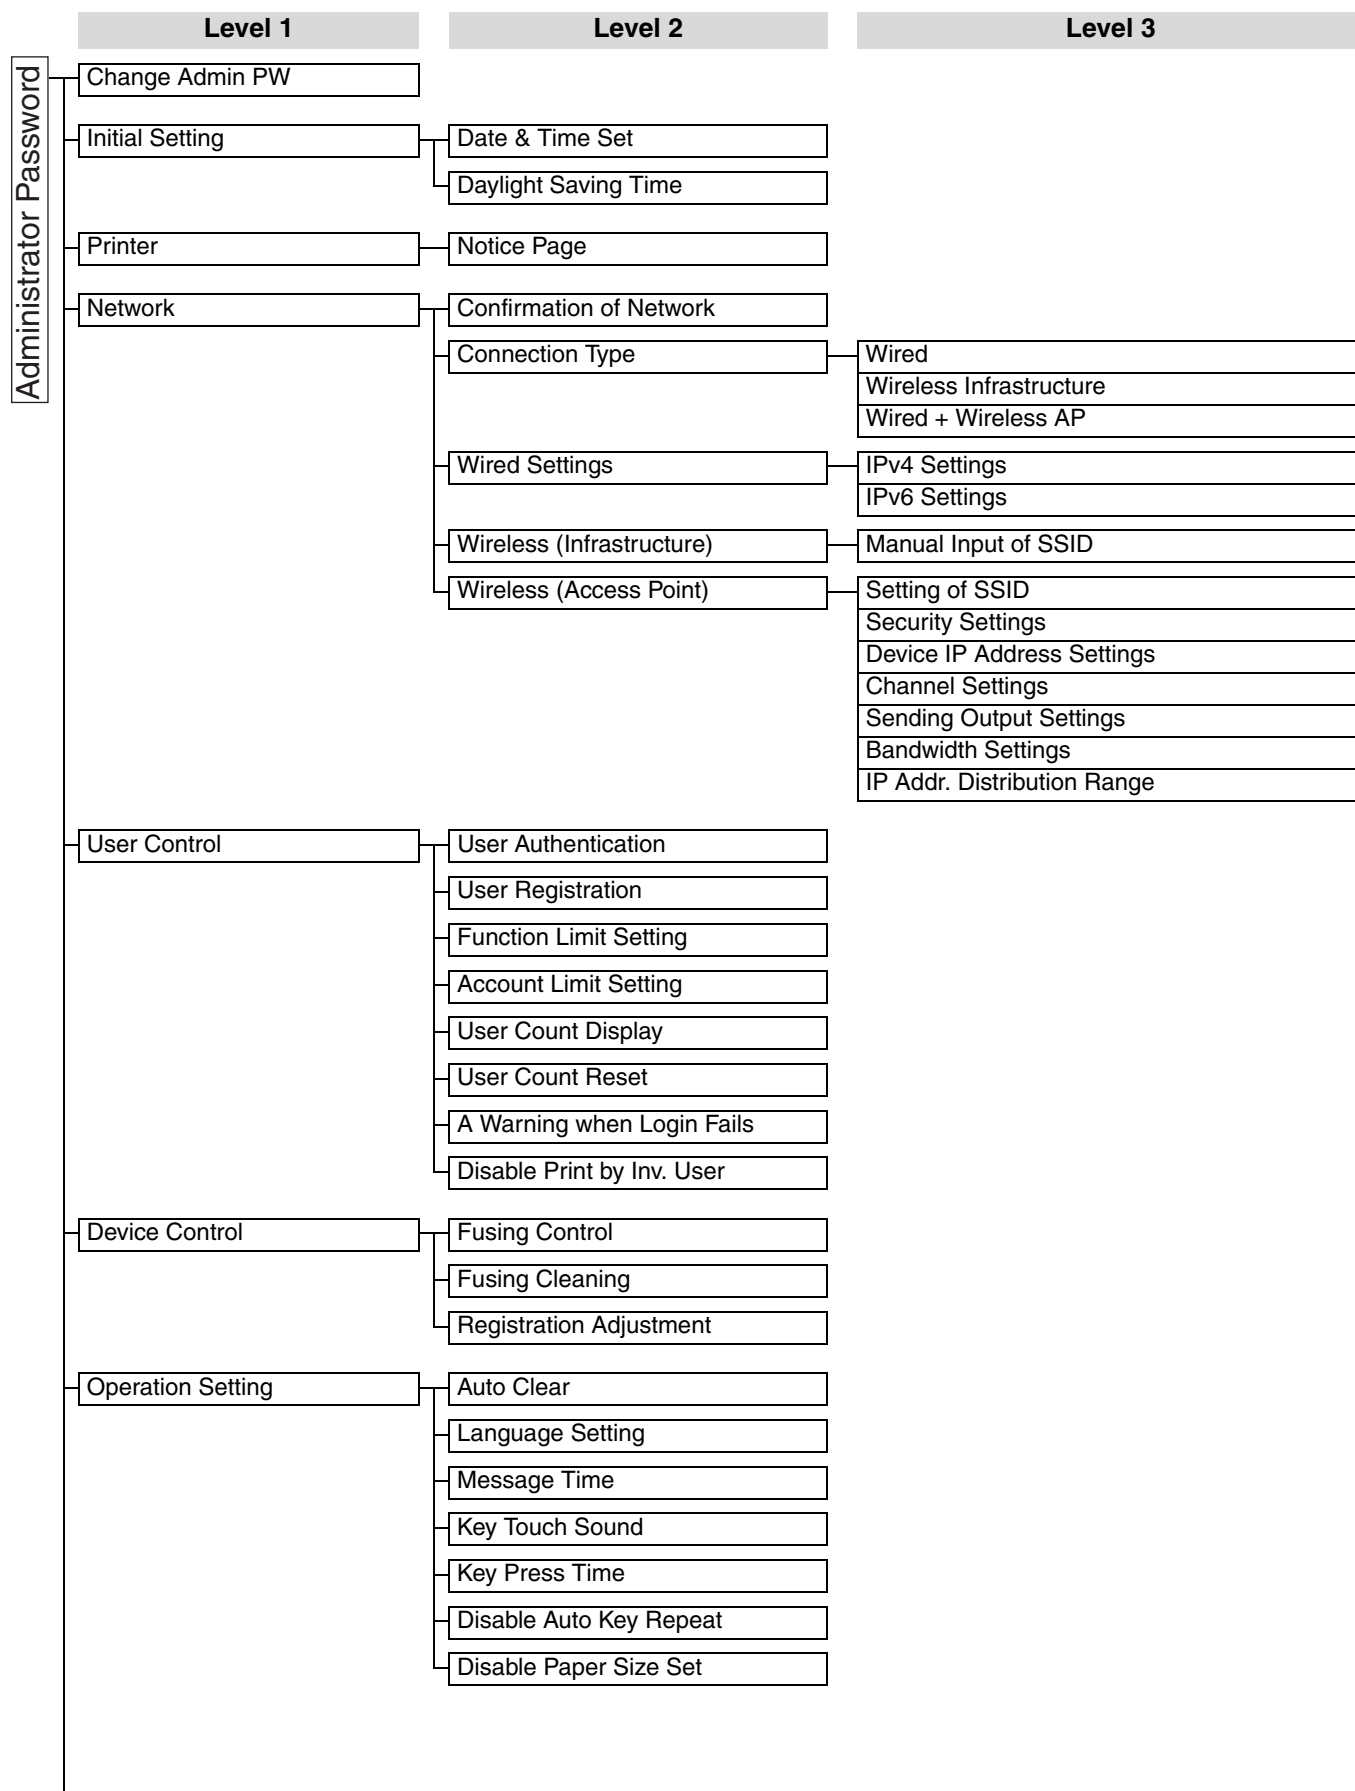 Level 1 Level 2 Level 3
Administrator Password
Change Admin PW
Initial Setting Date & Time Set
Daylight Saving Time
Printer Notice Page
Network Confirmation of Network
Connection Type Wired
Wireless Infrastructure
Wired + Wireless AP
Wired Settings IPv4 Settings
IPv6 Settings
Wireless (Infrastructure) Manual Input of SSID
Wireless (Access Point) Setting of SSID
Security Settings
Device IP Address Settings
Channel Settings
Sending Output Settings
Bandwidth Settings
IP Addr. Distribution Range
User Control User Authentication
User Registration
Function Limit Setting
Account Limit Setting
User Count Display
User Count Reset
A Warning when Login Fails
Disable Print by Inv. User
Device Control Fusing Control
Fusing Cleaning
Registration Adjustment
Operation Setting Auto Clear
Language Setting
Message Time
Key Touch Sound
Key Press Time
Disable Auto Key Repeat
Disable Paper Size Set